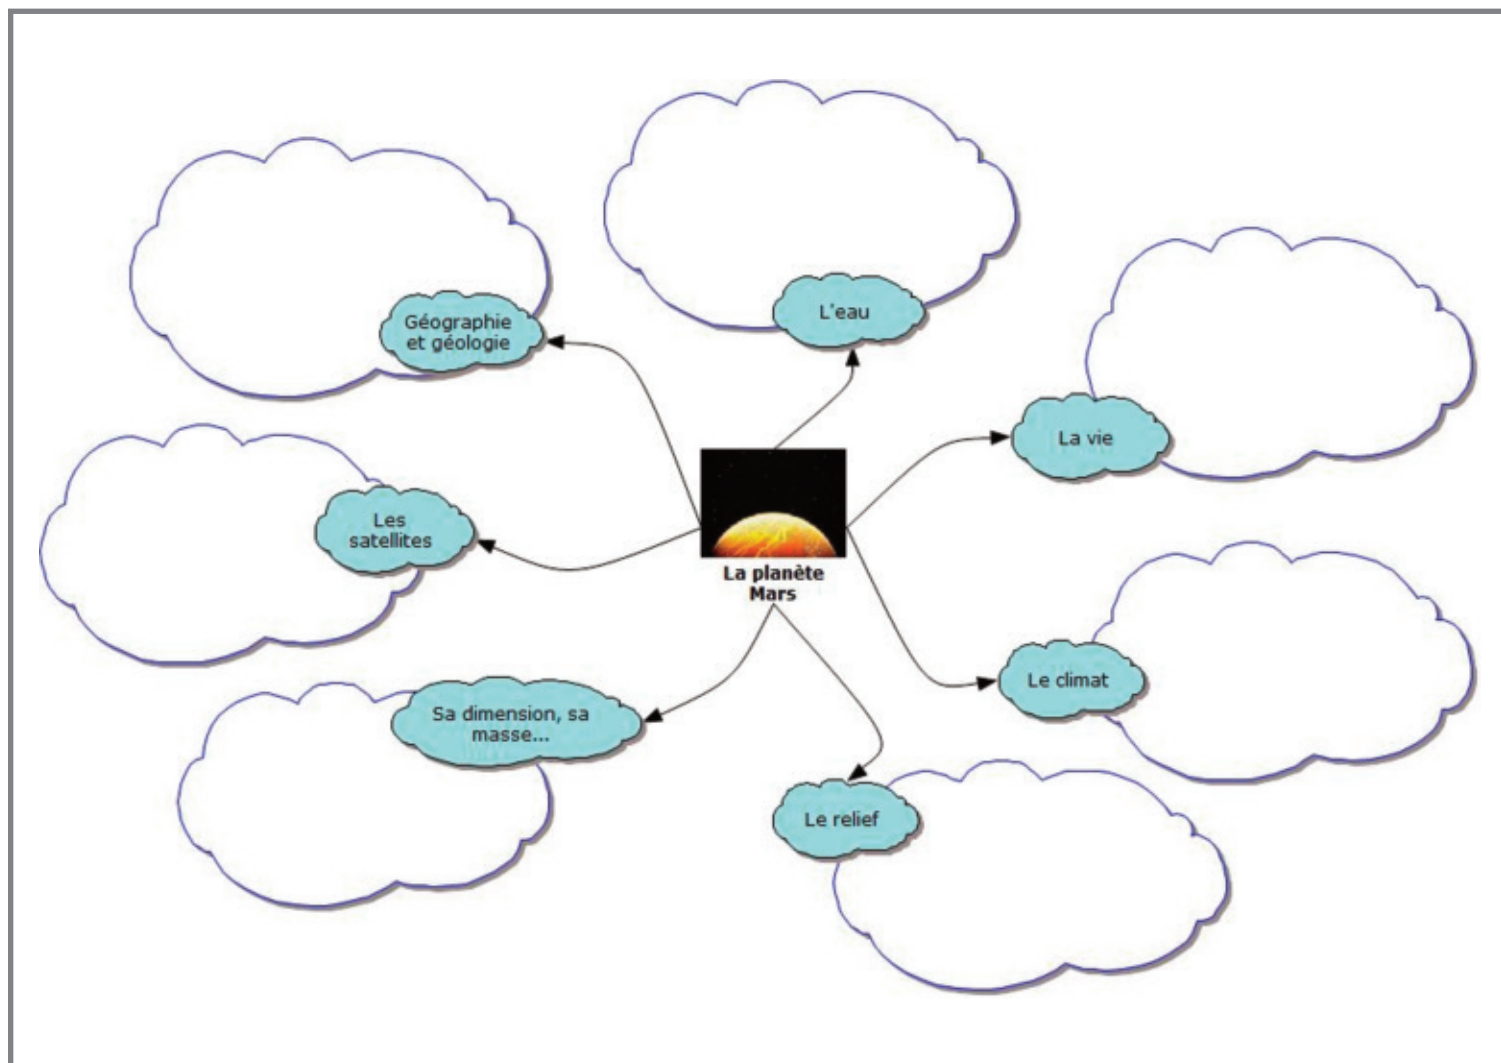 L'eau
Géographie
et géologie
La vie
Les
satellites
La planète
Mars
Le climat
Sa dimension, sa
masse...
Le relief